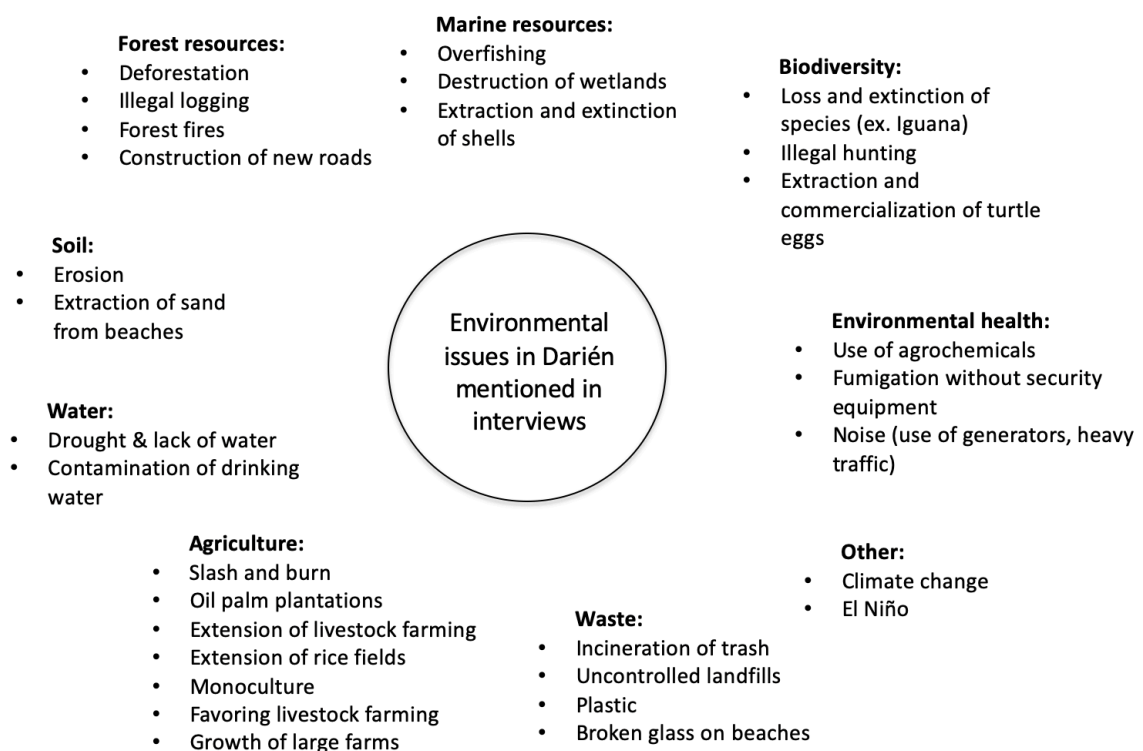 Forest resources:
• Deforestation
• Illegal logging
• Forest fires
• Construction of new roads
Marine resources:
• Overfishing
• Destruction of wetlands
• Extraction and extinction
of shells
Biodiversity:
• Loss and extinction of
species (ex. Iguana)
• Illegal hunting
• Extraction and
commercialization of turtle
eggs
Soil:
• Erosion
• Extraction of sand
from beaches
Environmental
issues in Darién
mentioned in
interviews
Environmental health:
• Use of agrochemicals
• Fumigation without security
equipment
• Noise (use of generators, heavy
traffic)
Water:
• Drought & lack of water
• Contamination of drinking
water
Agriculture:
• Slash and burn
• Oil palm plantations
• Extension of livestock farming
• Extension of rice fields
• Monoculture
• Favoring livestock farming
• Growth of large farms
Waste:
• Incineration of trash
• Uncontrolled landfills
• Plastic
• Broken glass on beaches
Other:
• Climate change
• El Niño